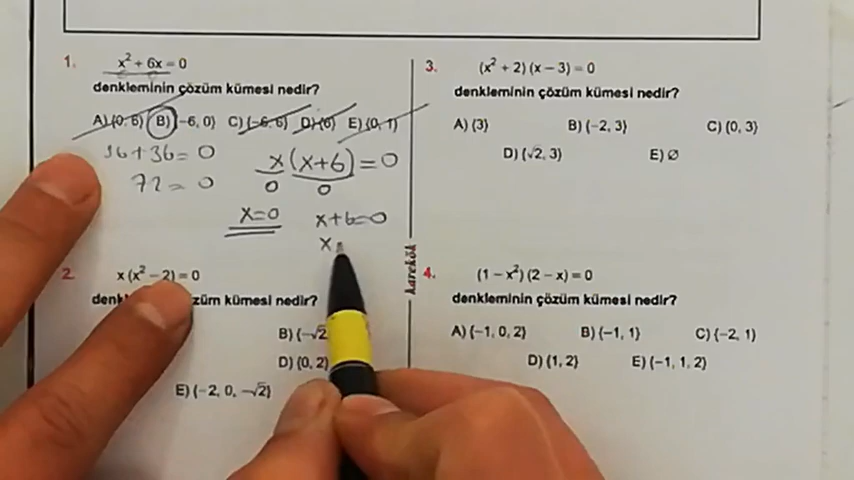 1. x² + 6x = 0
denkleminin çözüm kümesi nedir?
A) {0, 6} B) {-6, 0} C) {-6, 6} D) {6} E) {0, 1}
36+36=0
72=0
x(x+6)=0
0 0
x=0 x+6=0
x=
2. x (x² – 2) = 0
züm kümesi nedir?
B) {-√2
D) {0, 2}
E) {-2, 0, -√2}
karekök
3. (x² + 2) (x – 3) = 0
denkleminin çözüm kümesi nedir?
A) {3} B) {-2, 3} C) {0, 3}
D) {√2, 3} E) ∅
4. (1 – x²) (2 – x) = 0
denkleminin çözüm kümesi nedir?
A) {-1, 0, 2} B) {-1, 1} C) {-2, 1}
D) {1, 2} E) {-1, 1, 2}